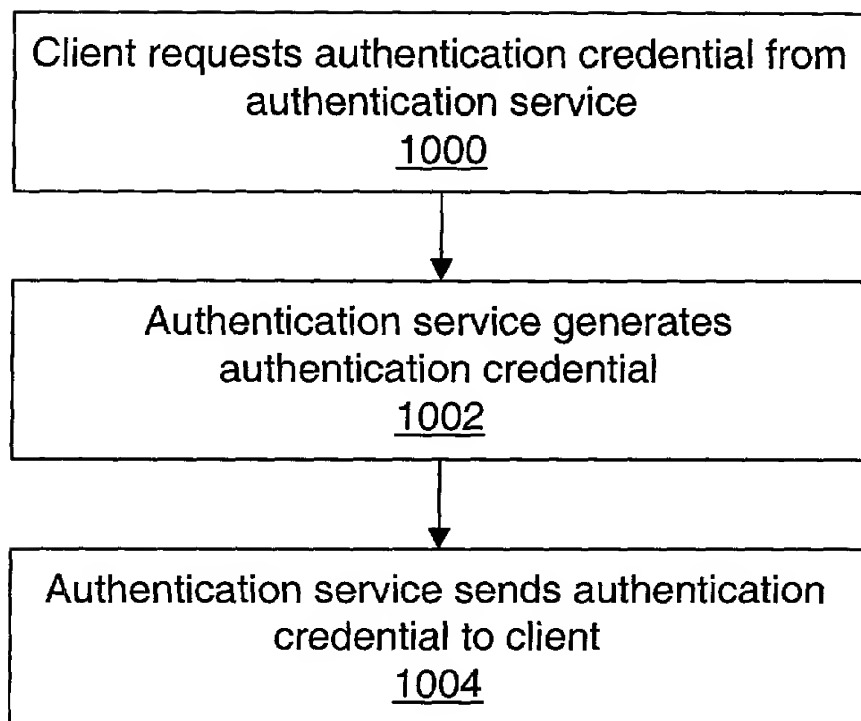 Client requests authentication credential from
authentication service
1000
Authentication service generates
authentication credential
1002
Authentication service sends authentication
credential to client
1004